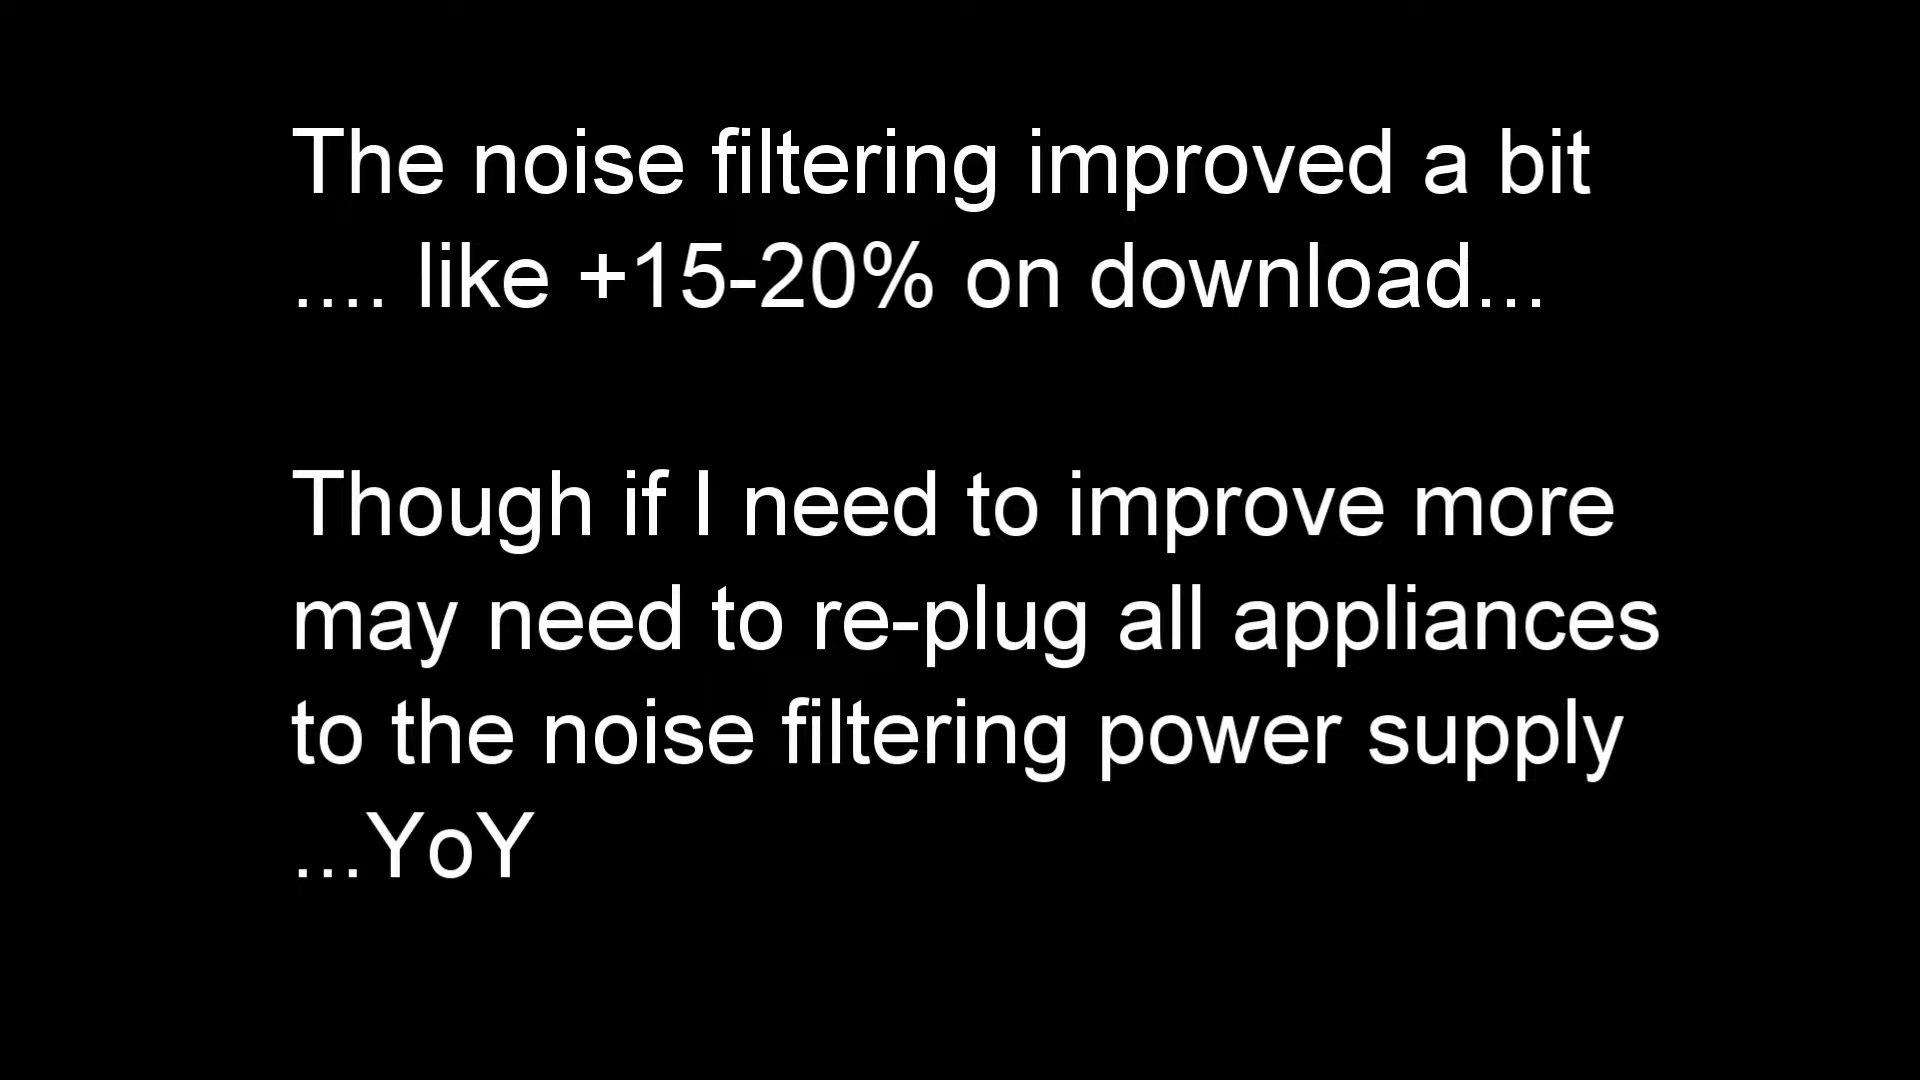 The noise filtering improved a bit
.... like +15-20% on download...
Though if I need to improve more
may need to re-plug all appliances
to the noise filtering power supply
...YoY